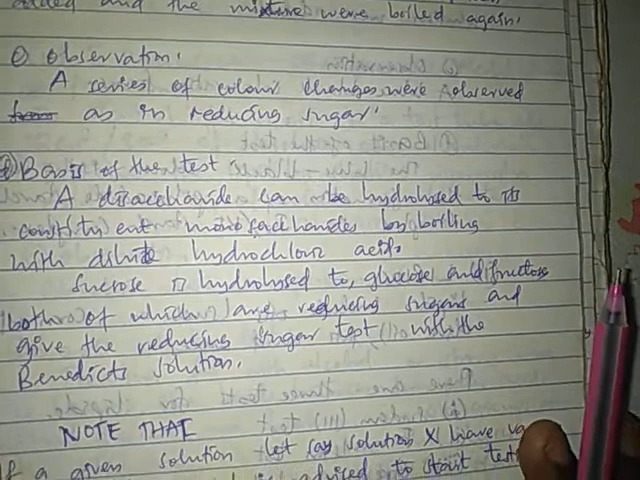 added and the mixture were boiled again.
e) Observation.
A series of colour changes were observed
as in reducing sugar.
f) Basis of the test
A disaccharide can be hydrolysed to its
constituent monosaccharides by boiling
with dilute hydrochloric acid.
Sucrose is hydrolysed to, glucose and fructose
both of which are reducing sugars and
give the reducing sugar test with the
Benedicts solution.
NOTE THAT
If a given solution let say solution X have
advised to start test